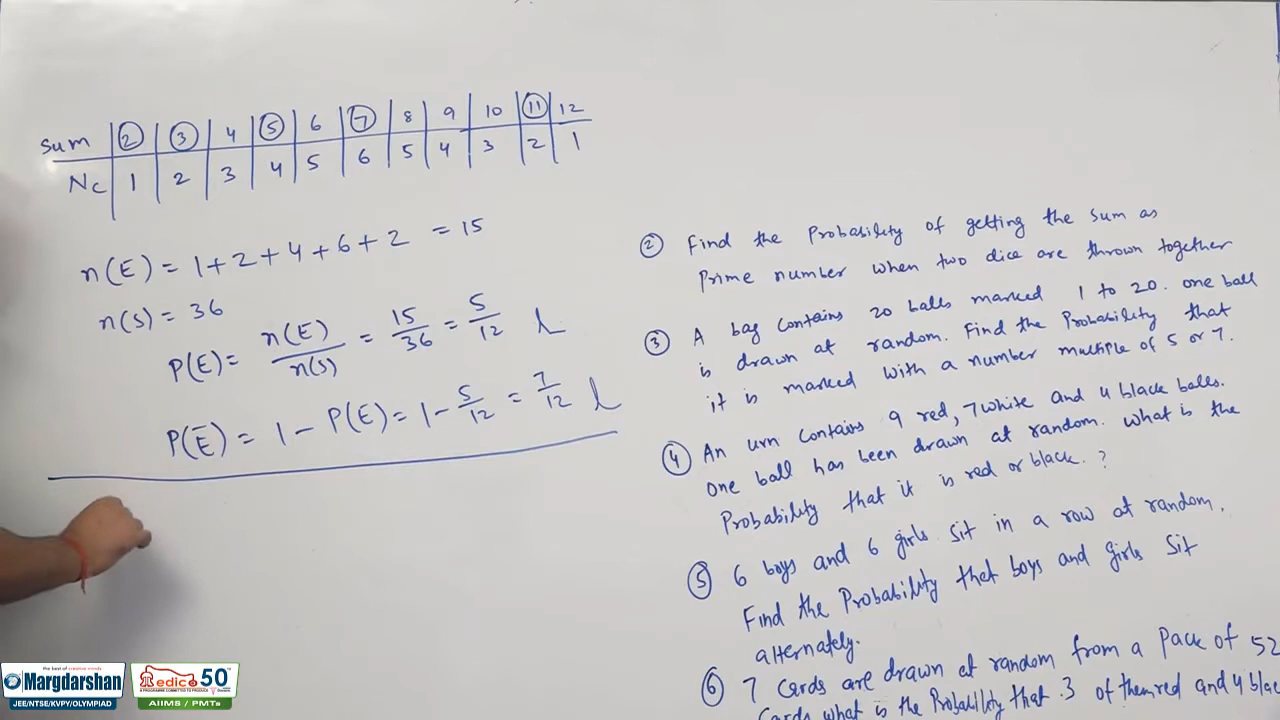 Sum | 2 | 3 | 4 | 5 | 6 | 7 | 8 | 9 | 10 | 11 | 12
Nc | 1 | 2 | 3 | 4 | 5 | 6 | 5 | 4 | 3 | 2 | 1
n(E) = 1+2+4+6+2 = 15
n(S) = 36
P(E) = n(E)/n(S) = 15/36 = 5/12
P(Ē) = 1 - P(E) = 1 - 5/12 = 7/12
② Find the Probability of getting the sum as
Prime number when two dice are thrown together
③ A bag contains 20 balls marked 1 to 20. one ball
is drawn at random. Find the Probability that
it is marked with a number multiple of 5 or 7.
④ An urn contains 9 red, 7 white and 4 black balls.
one ball has been drawn at random. what is the
Probability that it is red or black.?
⑤ 6 boys and 6 girls sit in a row at random.
Find the Probability that boys and girls sit
alternately.
⑥ 7 Cards are drawn at random from a pack of 52
Cards what is the Probability that 3 of them red and 4 blac
the best of creative minds
Margdarshan
JEE/NTSE/KVPY/OLYMPIAD
Medico 50
AIIMS / PMTs